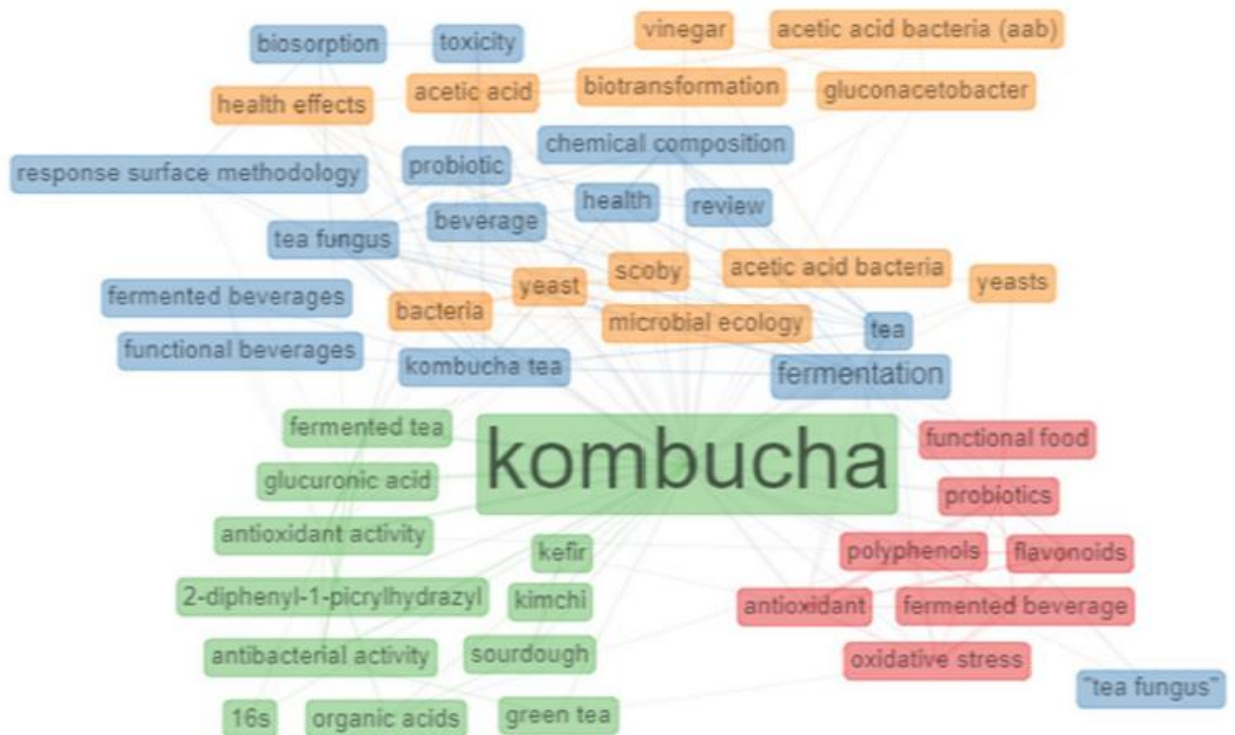 biosorption
toxicity
vinegar
acetic acid bacteria (aab)
health effects
acetic acid
biotransformation
gluconacetobacter
chemical composition
response surface methodology
probiotic
health
review
beverage
tea fungus
scoby
acetic acid bacteria
yeasts
yeast
fermented beverages
bacteria
microbial ecology
tea
functional beverages
kombucha tea
fermentation
fermented tea
kombucha
functional food
glucuronic acid
probiotics
antioxidant activity
kefir
polyphenols
flavonoids
2-diphenyl-1-picrylhydrazyl
kimchi
antioxidant
fermented beverage
antibacterial activity
sourdough
oxidative stress
"tea fungus"
16s
organic acids
green tea